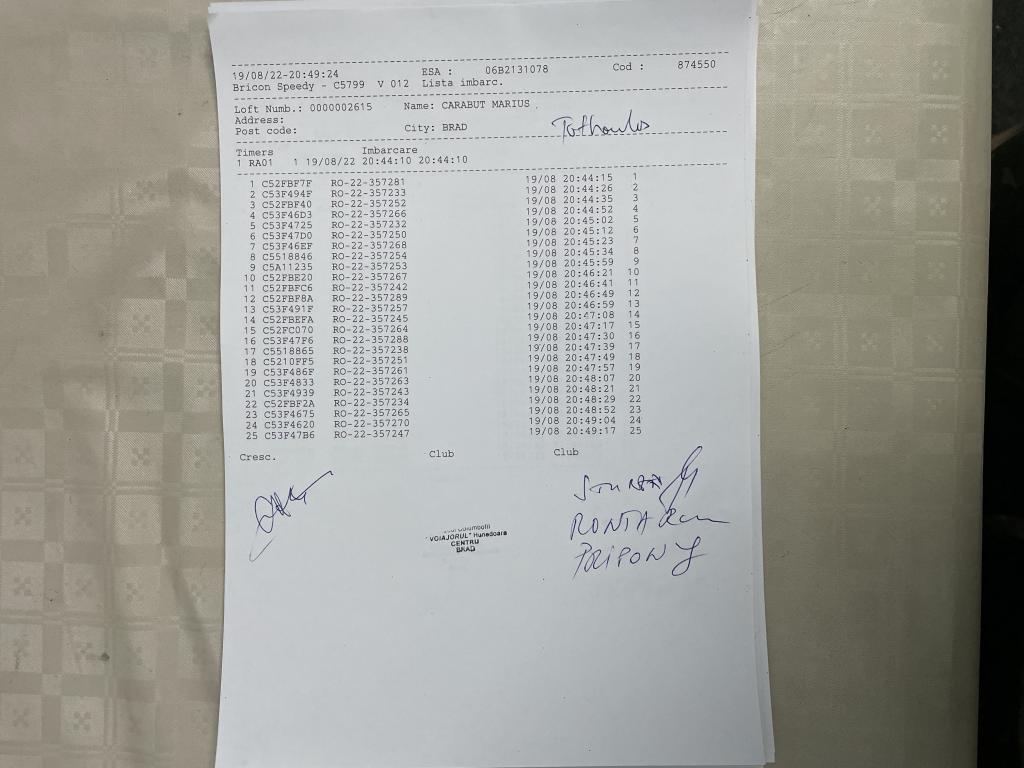 19/08/22-20:49:24 ESA : 06B2131078 Cod : 874550
Bricon Speedy - C5799 V 012 Lista imbarc.
Loft Numb.: 0000002615 Name: CARABUT MARIUS
Address:
Post code: City: BRAD
Timers Imbarcare
1 RA01 1 19/08/22 20:44:10 20:44:10
1 C52FBF7F RO-22-357281 19/08 20:44:15 1
2 C53F494F RO-22-357233 19/08 20:44:26 2
3 C52FBF40 RO-22-357252 19/08 20:44:35 3
4 C53F46D3 RO-22-357266 19/08 20:44:52 4
5 C53F4725 RO-22-357232 19/08 20:45:02 5
6 C53F47D0 RO-22-357250 19/08 20:45:12 6
7 C53F46EF RO-22-357268 19/08 20:45:23 7
8 C5518846 RO-22-357254 19/08 20:45:34 8
9 C5A11235 RO-22-357253 19/08 20:45:59 9
10 C52FBE20 RO-22-357267 19/08 20:46:21 10
11 C52FBFC6 RO-22-357242 19/08 20:46:41 11
12 C52FBF8A RO-22-357289 19/08 20:46:49 12
13 C53F491F RO-22-357257 19/08 20:46:59 13
14 C52FBEFA RO-22-357245 19/08 20:47:08 14
15 C52FC070 RO-22-357264 19/08 20:47:17 15
16 C53F47F6 RO-22-357288 19/08 20:47:30 16
17 C5518865 RO-22-357238 19/08 20:47:39 17
18 C5210FF5 RO-22-357251 19/08 20:47:49 18
19 C53F486F RO-22-357261 19/08 20:47:57 19
20 C53F4833 RO-22-357263 19/08 20:48:07 20
21 C53F4939 RO-22-357243 19/08 20:48:21 21
22 C52FBF2A RO-22-357234 19/08 20:48:29 22
23 C53F4675 RO-22-357265 19/08 20:48:52 23
24 C53F4620 RO-22-357270 19/08 20:49:04 24
25 C53F47B6 RO-22-357247 19/08 20:49:17 25
Cresc. Club Club
"VOIAJORUL" Hunedoara
CENTRU
BRAD
RONTA
PRIPON